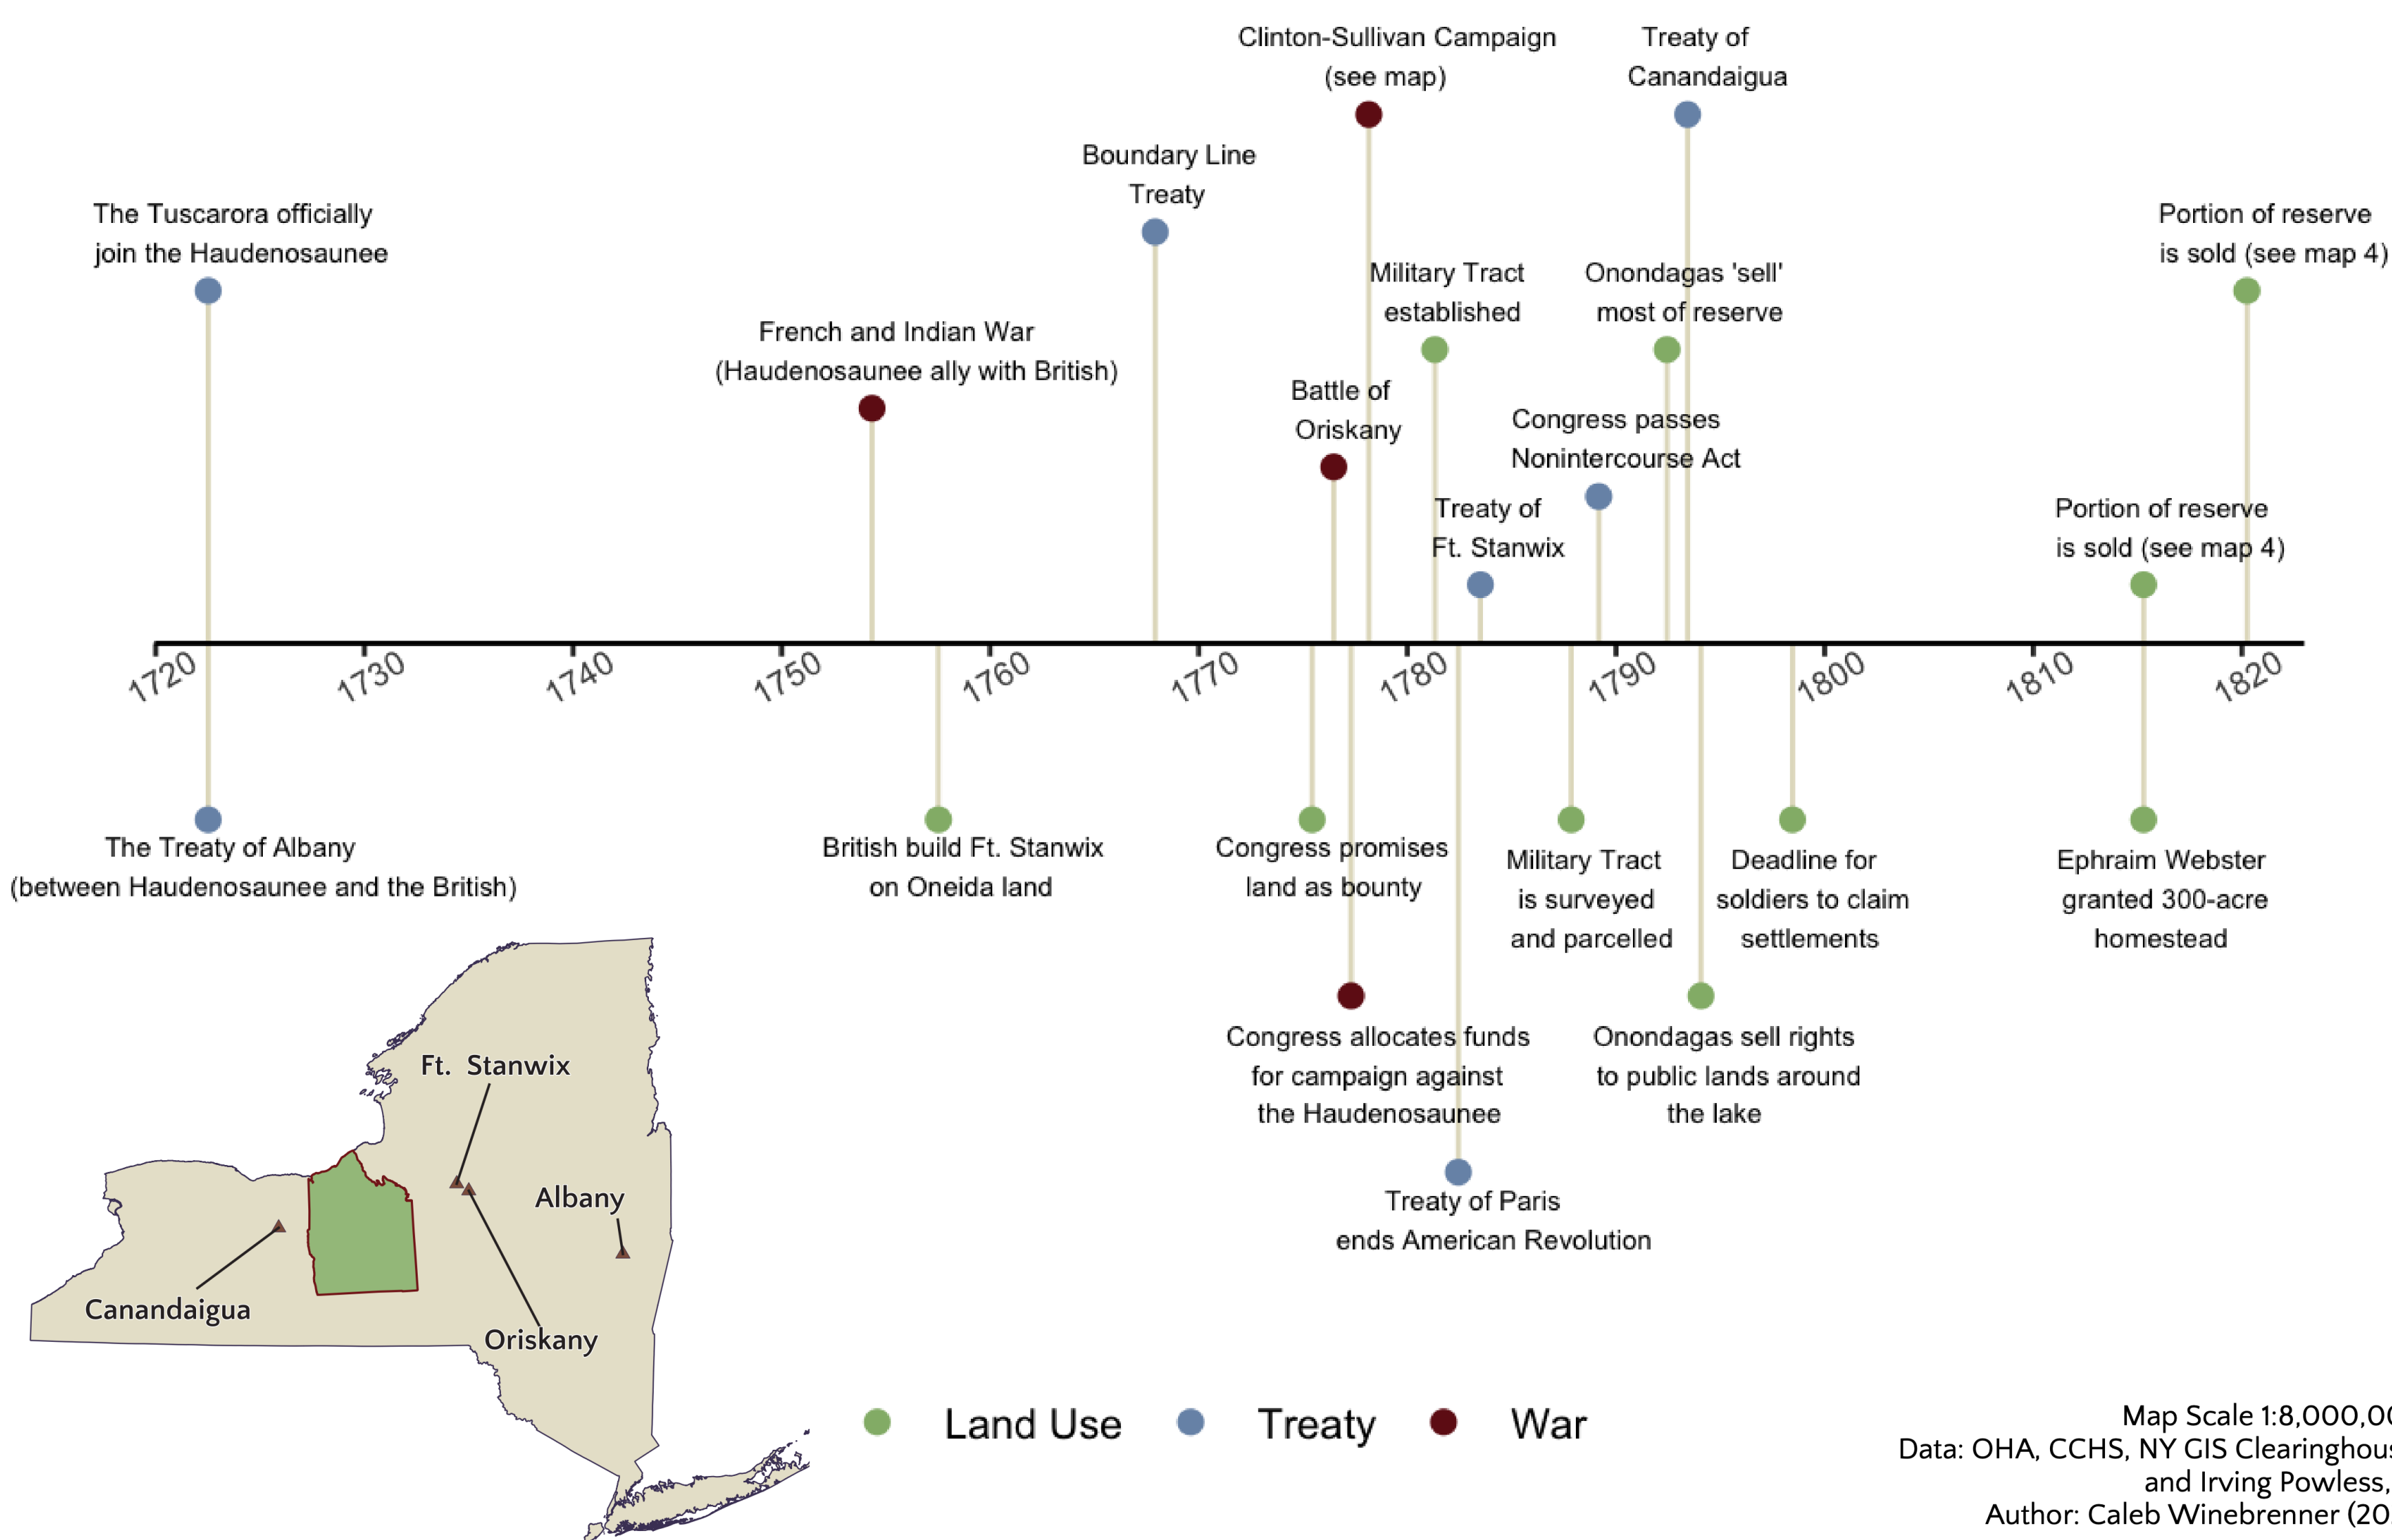 Clinton-Sullivan Campaign
(see map)
Treaty of
Canandaigua
Boundary Line
Treaty
The Tuscarora officially
join the Haudenosaunee
Portion of reserve
is sold (see map 4)
Military Tract
established
Onondagas 'sell'
most of reserve
French and Indian War
(Haudenosaunee ally with British)
Battle of
Oriskany
Congress passes
Nonintercourse Act
Treaty of
Ft. Stanwix
Portion of reserve
is sold (see map 4)
1720
1730
1740
1750
1760
1770
1780
1790
1800
1810
1820
The Treaty of Albany
(between Haudenosaunee and the British)
British build Ft. Stanwix
on Oneida land
Congress promises
land as bounty
Military Tract
is surveyed
and parcelled
Deadline for
soldiers to claim
settlements
Ephraim Webster
granted 300-acre
homestead
Congress allocates funds
for campaign against
the Haudenosaunee
Onondagas sell rights
to public lands around
the lake
Treaty of Paris
ends American Revolution
Ft. Stanwix
Albany
Canandaigua
Oriskany
Land Use
Treaty
War
Map Scale
Data: OHA, CCHS, NY GIS
and Irving Powless,
Author: Caleb Winebrenner